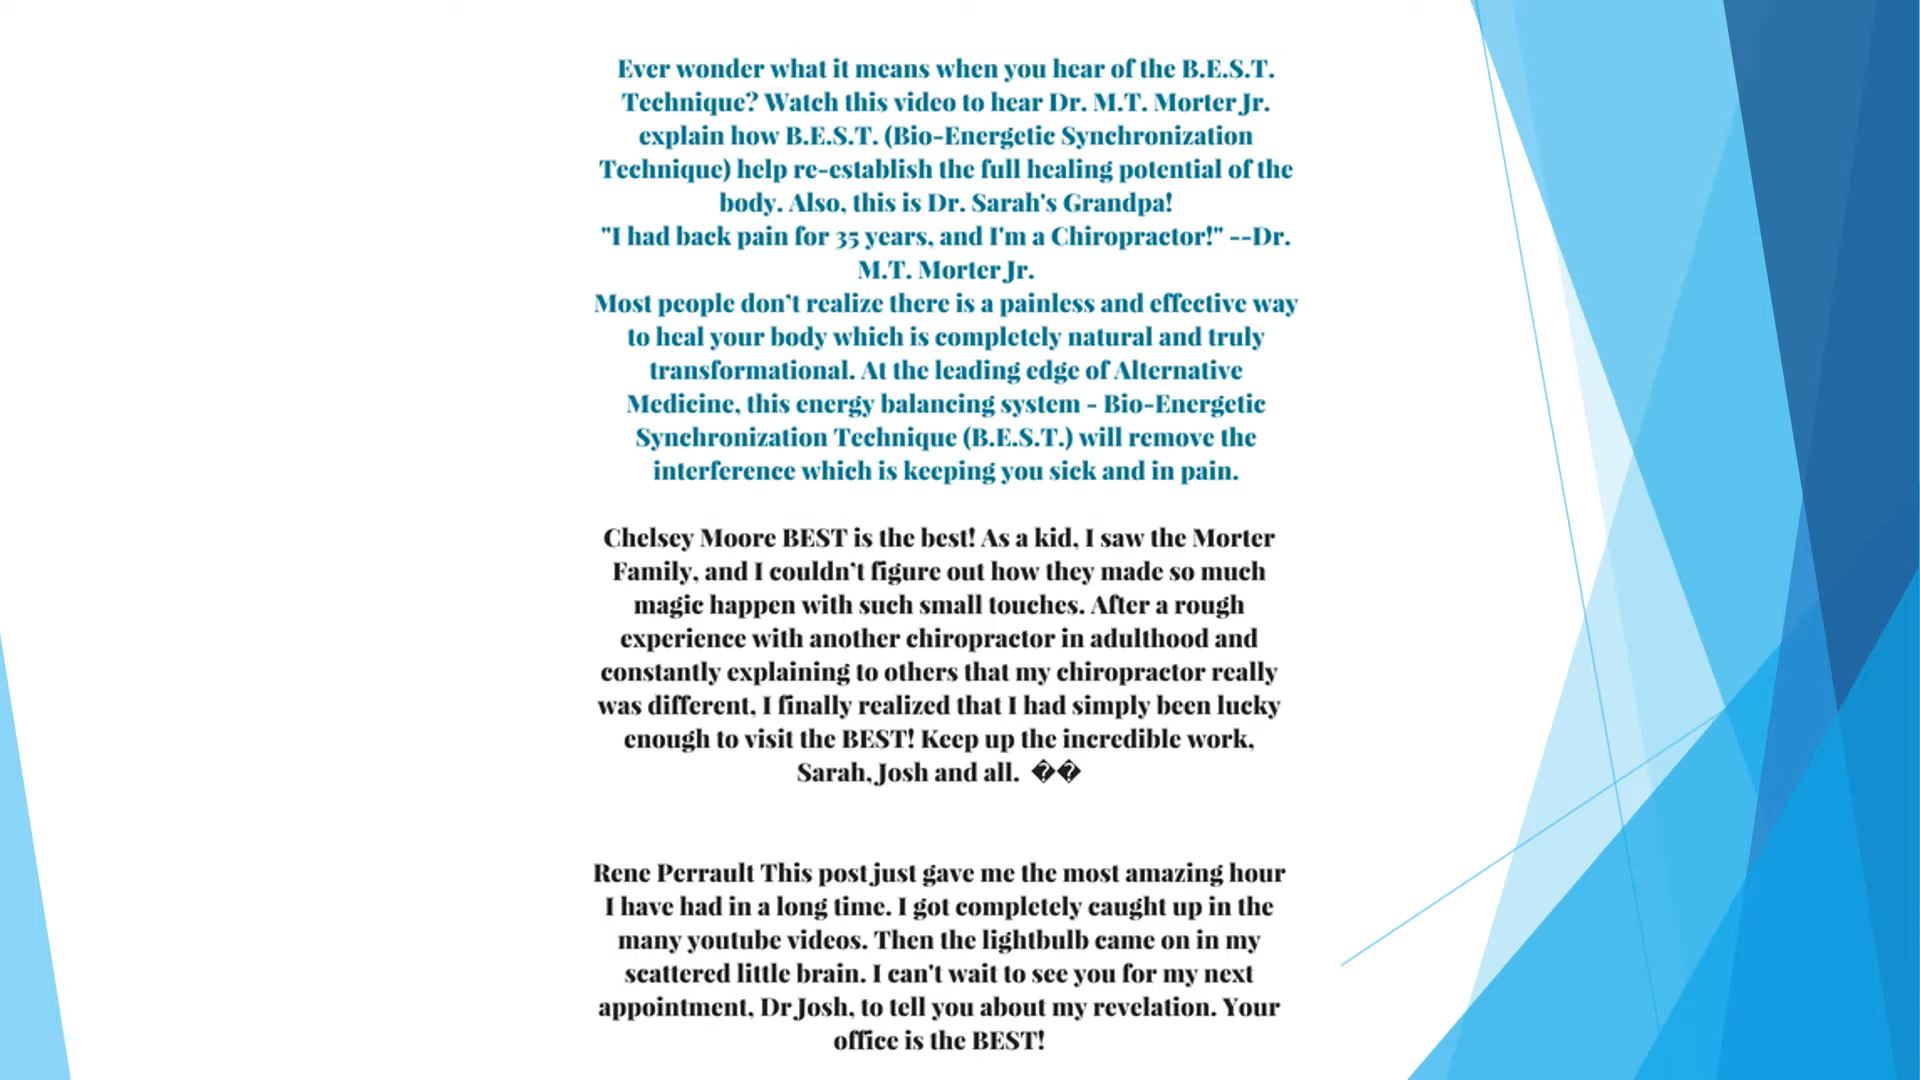 Ever wonder what it means when you hear of the B.E.S.T.
Technique? Watch this video to hear Dr. M.T. Morter Jr.
explain how B.E.S.T. (Bio-Energetic Synchronization
Technique) help re-establish the full healing potential of the
body. Also, this is Dr. Sarah's Grandpa!
"I had back pain for 35 years, and I'm a Chiropractor!" --Dr.
M.T. Morter Jr.
Most people don’t realize there is a painless and effective way
to heal your body which is completely natural and truly
transformational. At the leading edge of Alternative
Medicine, this energy balancing system - Bio-Energetic
Synchronization Technique (B.E.S.T.) will remove the
interference which is keeping you sick and in pain.
Chelsey Moore BEST is the best! As a kid, I saw the Morter
Family, and I couldn’t figure out how they made so much
magic happen with such small touches. After a rough
experience with another chiropractor in adulthood and
constantly explaining to others that my chiropractor really
was different, I finally realized that I had simply been lucky
enough to visit the BEST! Keep up the incredible work,
Sarah, Josh and all. ��
Rene Perrault This post just gave me the most amazing hour
I have had in a long time. I got completely caught up in the
many youtube videos. Then the lightbulb came on in my
scattered little brain. I can't wait to see you for my next
appointment, Dr Josh, to tell you about my revelation. Your
office is the BEST!